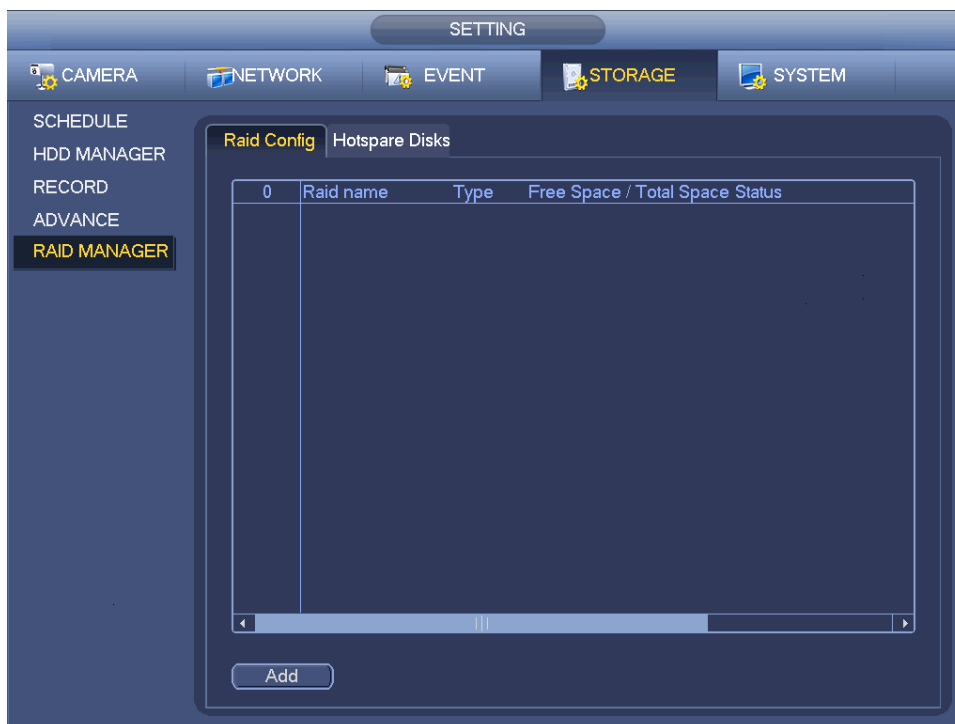 SETTING
CAMERA NETWORK EVENT STORAGE SYSTEM
SCHEDULE
HDD MANAGER
RECORD
ADVANCE
RAID MANAGER
Raid Config Hotspare Disks
0 Raid name Type Free Space / Total Space Status
Add